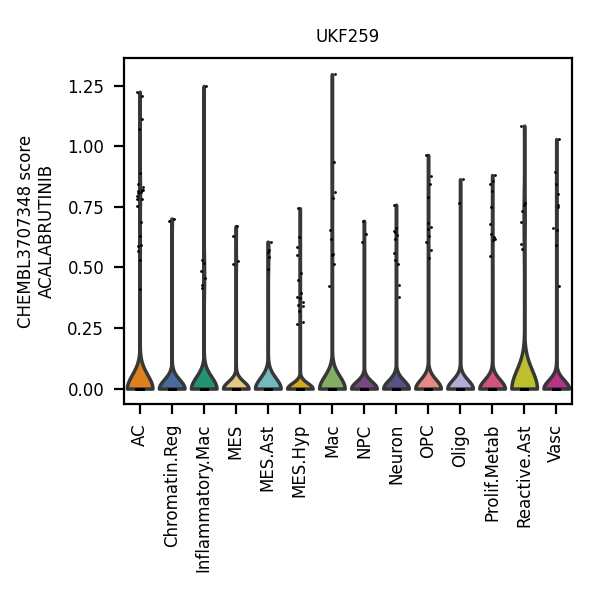 UKF259
CHEMBL3707348 score
ACALABRUTINIB
1.25
1.00
0.75
0.50
0.25
0.00
AC
Chromatin.Reg
Inflammatory.Mac
MES
MES.Ast
MES.Hyp
Mac
NPC
Neuron
OPC
Oligo
Prolif.Metab
Reactive.Ast
Vasc